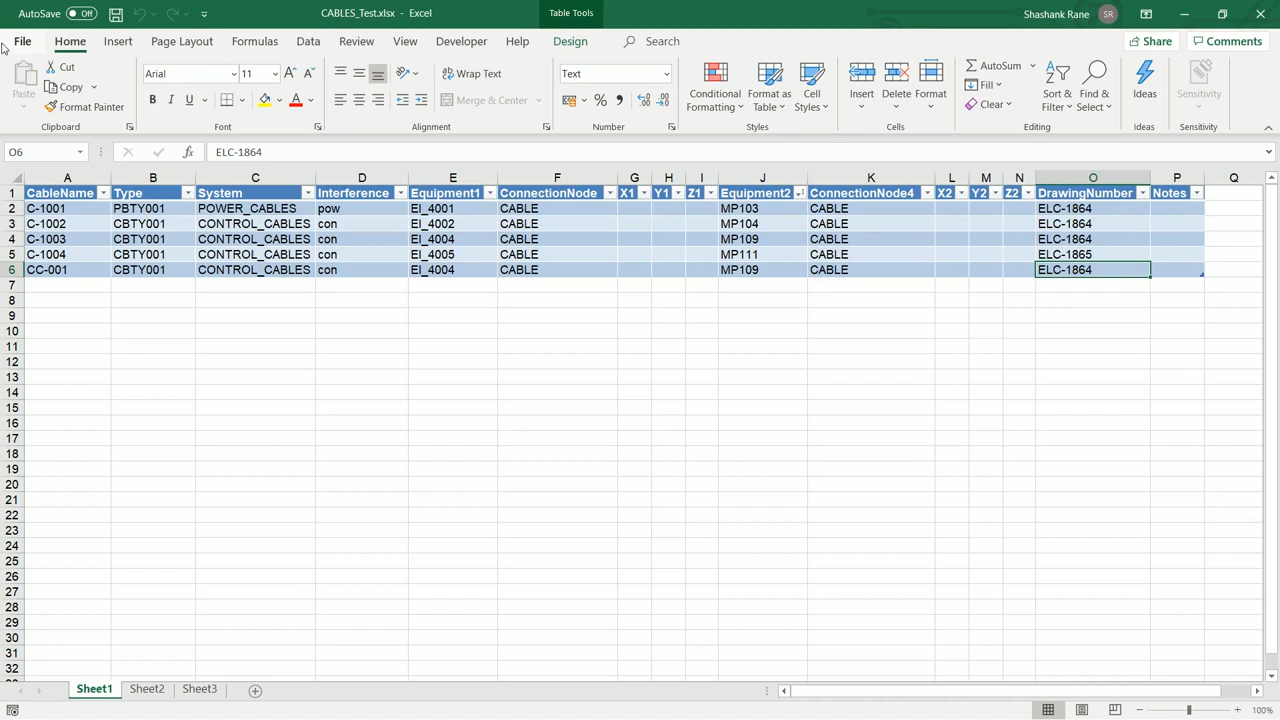 AutoSave Off CABLES_Test.xlsx - Excel Table Tools Shashank Rane SR
File Home Insert Page Layout Formulas Data Review View Developer Help Design Search Share Comments
Paste Cut Copy Format Painter Clipboard
Arial 11 A A B I U A Font
Wrap Text Merge & Center Alignment
Text % Number
Conditional Formatting Format as Table Cell Styles Styles
Insert Delete Format Cells
AutoSum Fill Clear Sort & Filter Find & Select Editing
Ideas Ideas
Sensitivity Sensitivity
O6 fx ELC-1864
A B C D E F G H I J K L M N O P Q
1 CableName Type System Interference Equipment1 ConnectionNode X1 Y1 Z1 Equipment2 ConnectionNode4 X2 Y2 Z2 DrawingNumber Notes
2 C-1001 PBTY001 POWER_CABLES pow EI_4001 CABLE MP103 CABLE ELC-1864
3 C-1002 CBTY001 CONTROL_CABLES con EI_4002 CABLE MP104 CABLE ELC-1864
4 C-1003 CBTY001 CONTROL_CABLES con EI_4004 CABLE MP109 CABLE ELC-1864
5 C-1004 CBTY001 CONTROL_CABLES con EI_4005 CABLE MP111 CABLE ELC-1865
6 CC-001 CBTY001 CONTROL_CABLES con EI_4004 CABLE MP109 CABLE ELC-1864
7
8
9
10
11
12
13
14
15
16
17
18
19
20
21
22
23
24
25
26
27
28
29
30
31
32
Sheet1 Sheet2 Sheet3
100%